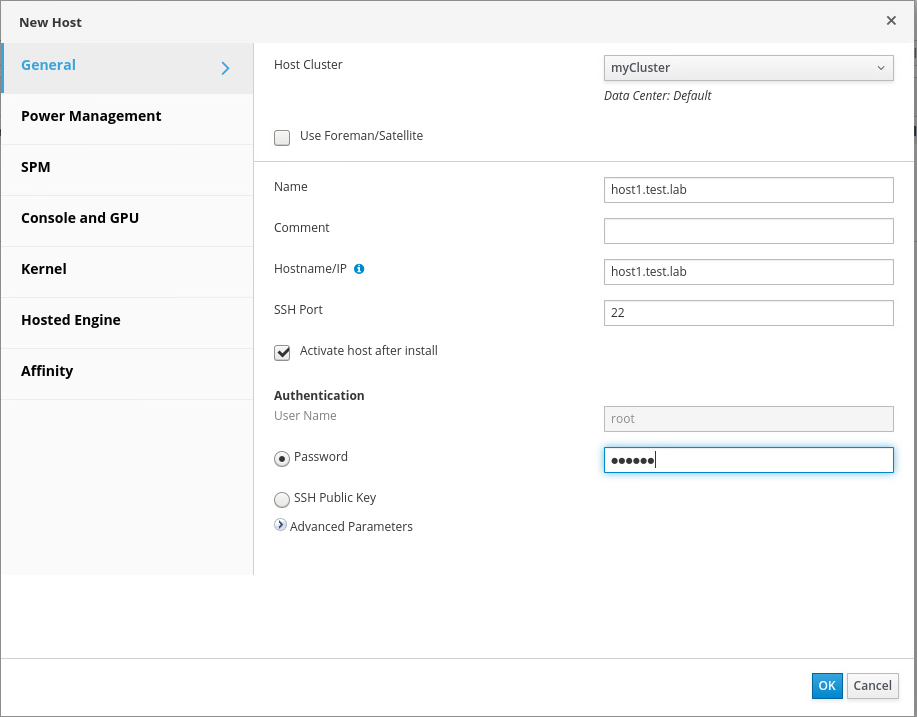 New Host
General
Power Management
SPM
Console and GPU
Kernel
Hosted Engine
Affinity
Host Cluster
myCluster
Data Center: Default
Use Foreman/Satellite
Name
host1.test.lab
Comment
Hostname/IP
host1.test.lab
SSH Port
22
Activate host after install
Authentication
User Name
root
Password
●●●●●●
SSH Public Key
Advanced Parameters
OK
Cancel